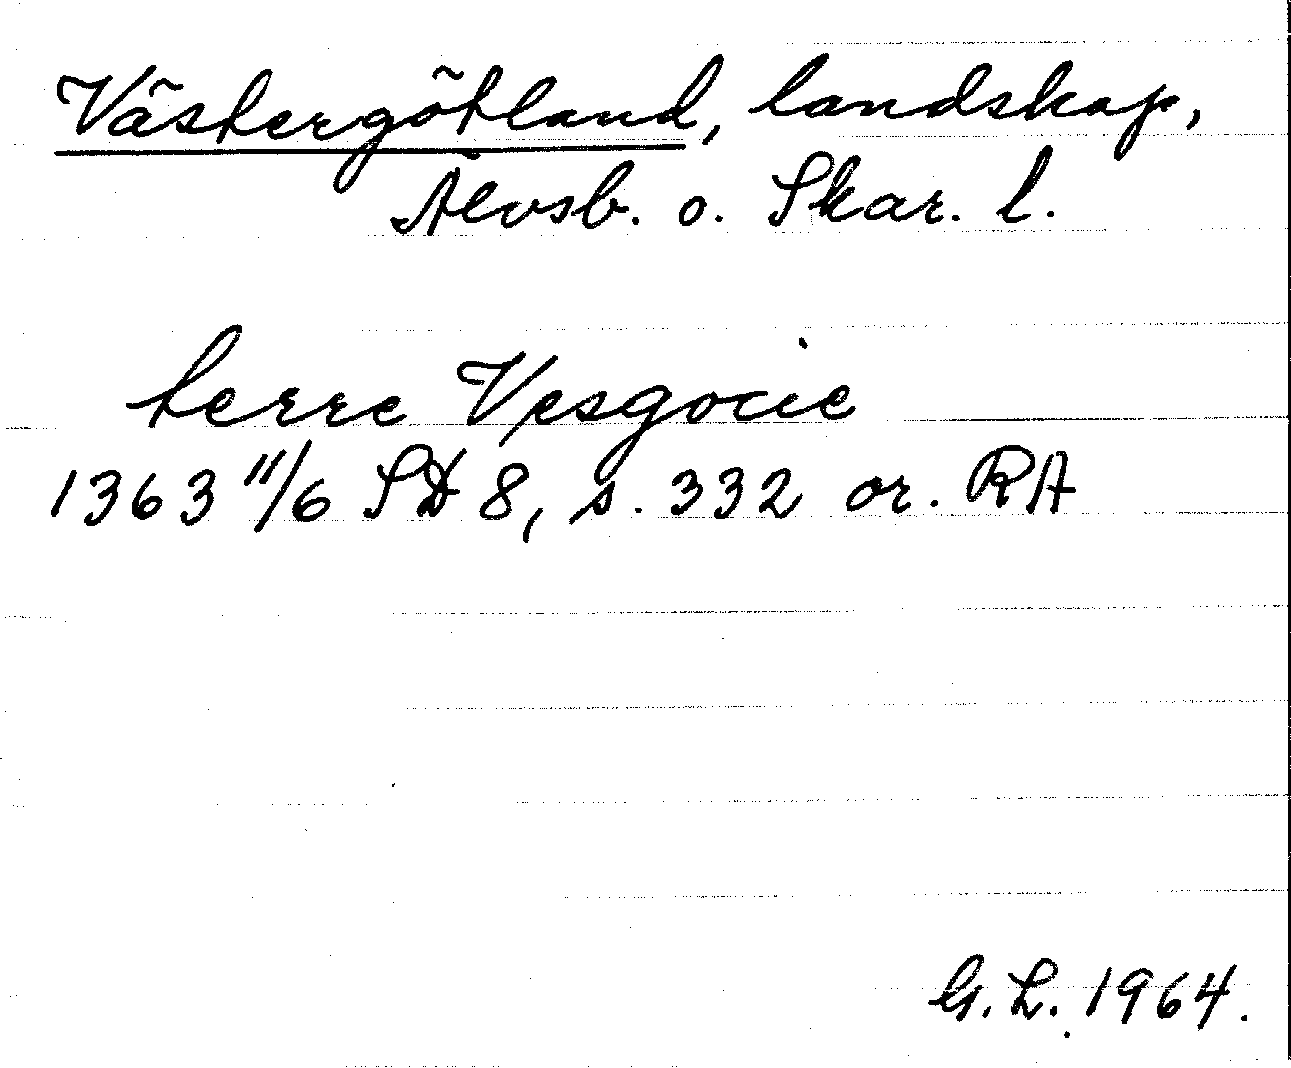 Västergötland, landskap,
Älvsb. o. Skar. l.
terre Vesgocie
1363 11/6 SD 8, s. 332 or. RA
G. L. 1964.